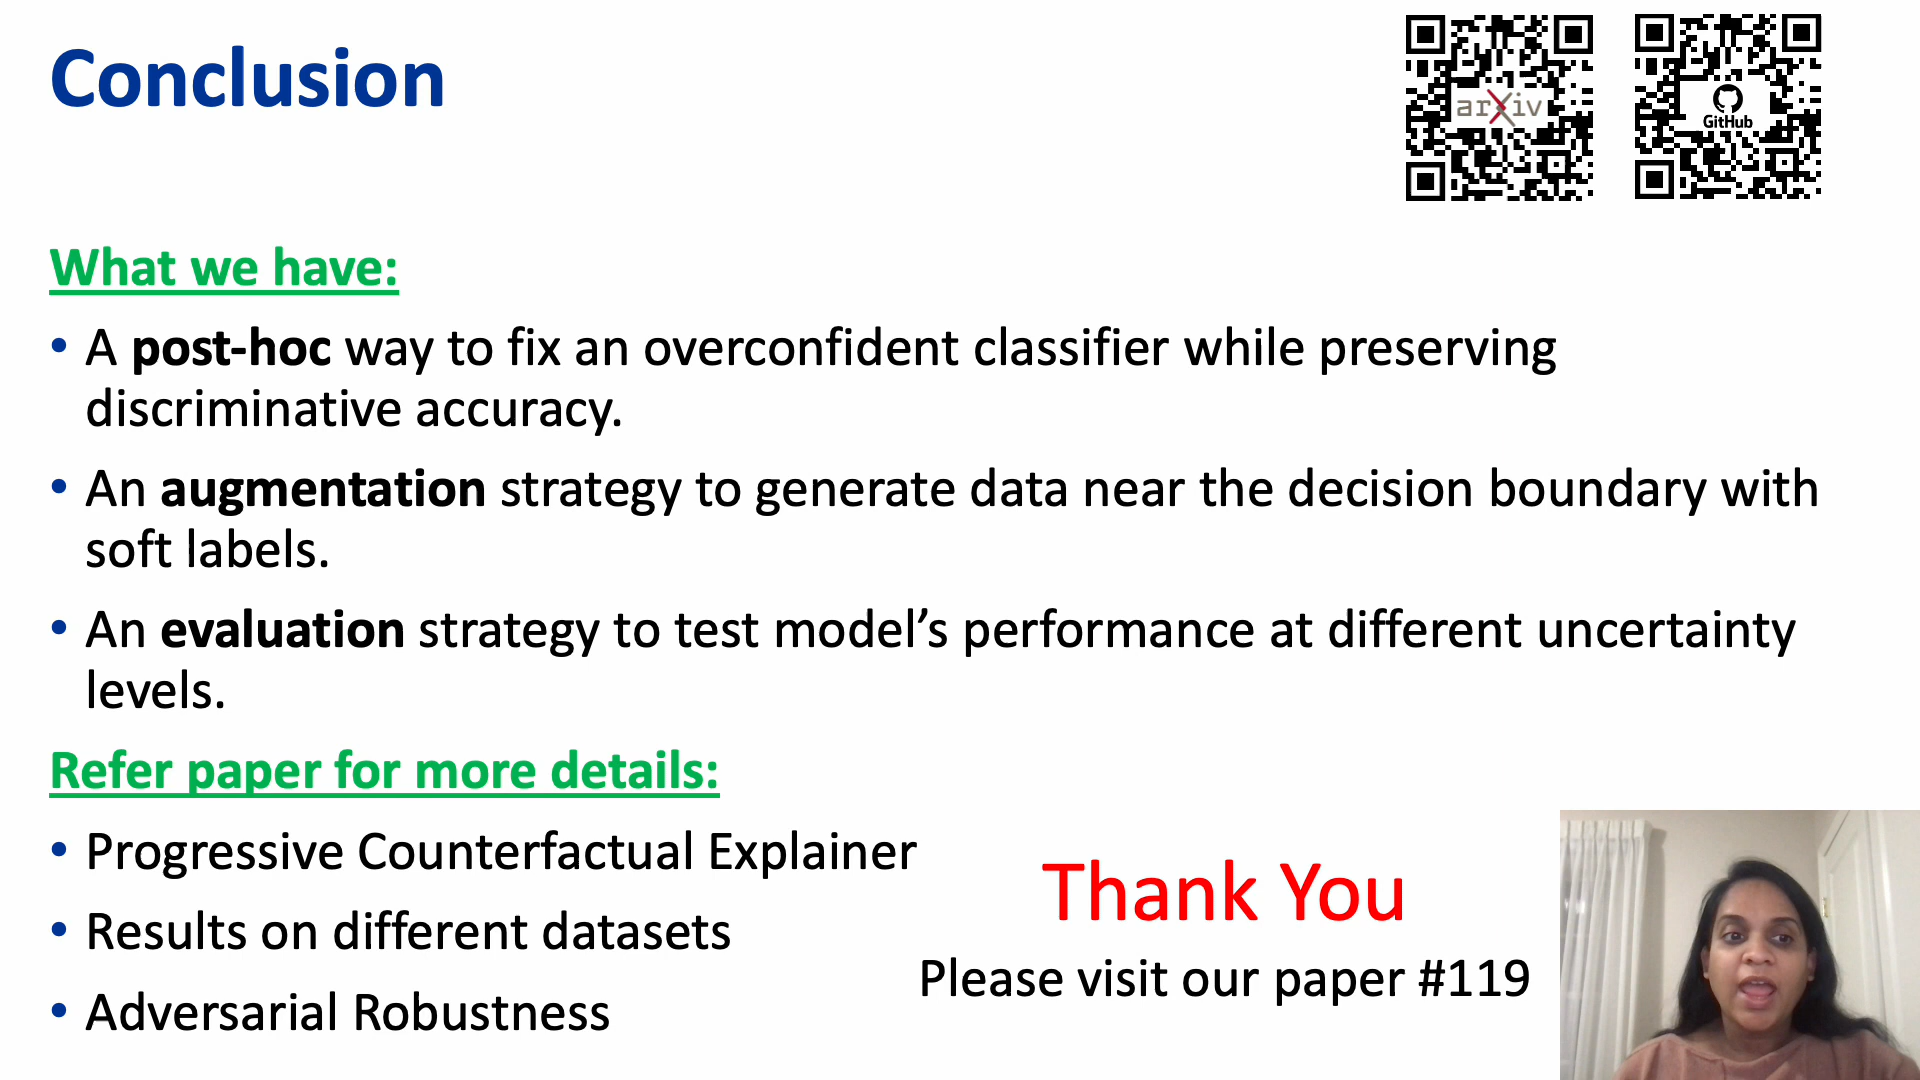 Conclusion
arXiv
GitHub
What we have:
• A post-hoc way to fix an overconfident classifier while preserving
discriminative accuracy.
• An augmentation strategy to generate data near the decision boundary with
soft labels.
• An evaluation strategy to test model’s performance at different uncertainty
levels.
Refer paper for more details:
• Progressive Counterfactual Explainer
• Results on different datasets
• Adversarial Robustness
Thank You
Please visit our paper #119